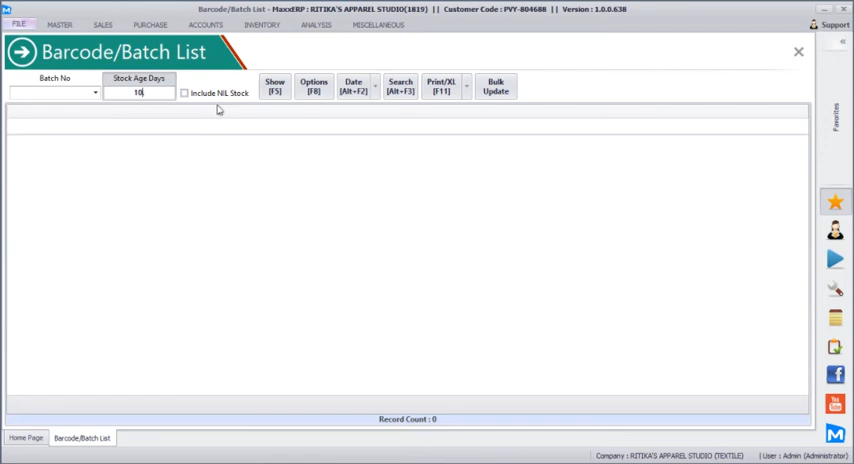 Barcode/Batch List - MaxxERP : RITIKA'S APPAREL STUDIO(1819) || Customer Code : PVY-804688 || Version : 1.0.0.638
FILE MASTER SALES PURCHASE ACCOUNTS INVENTORY ANALYSIS MISCELLANEOUS Support
Barcode/Batch List
Batch No Stock Age Days
10 Include NIL Stock
Show [F5]
Options [F8]
Date [Alt+F2]
Search [Alt+F3]
Print/XL [F11]
Bulk Update
Favorites
You Tube
Record Count : 0
Home Page Barcode/Batch List
Company : RITIKA'S APPAREL STUDIO (TEXTILE) | User : Admin (Administrator)